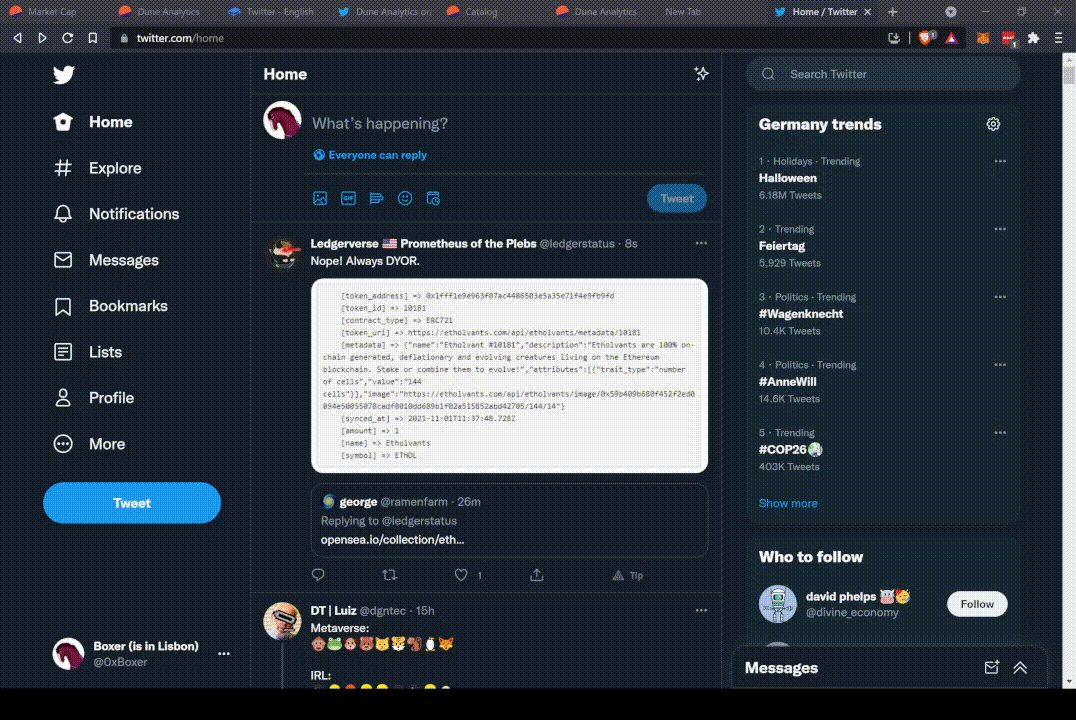 Market Cap
Dune Analytics
Twitter - English
Dune Analytics on
Catalog
Dune Analytics
New Tab
Home / Twitter
twitter.com/home
1
1
Home
Explore
Notifications
Messages
Bookmarks
Lists
Profile
More
Tweet
Boxer (is in Lisbon)
@0xBoxer
Home
What's happening?
Everyone can reply
GIF
Tweet
Ledgerverse 🇺🇸 Prometheus of the Plebs @ledgerstatus · 8s
Nope! Always DYOR.
[token_address] => 0x1fff1e9e963f07ac4486503e5a35e71f4e9fb9fd
[token_id] => 10181
[contract_type] => ERC721
[token_uri] => https://etholvants.com/api/etholvants/metadata/10181
[metadata] => {"name":"Etholvant #10181","description":"Etholvants are 100% on-
chain generated, deflationary and evolving creatures living on the Ethereum
blockchain. Stake or combine them to evolve!","attributes":[{"trait_type":"number
of cells","value":"144
cells"}],"image":"https://etholvants.com/api/etholvants/image/
[synced_at] => 2021-11-01T11:37:48.728Z
[amount] => 1
[name] => Etholvants
[symbol] => ETHOL
george @ramenfarm · 26m
Replying to @ledgerstatus
opensea.io/collection/eth...
1
Tip
DT | Luiz @dgntec · 15h
Metaverse:
IRL:
Search Twitter
Germany trends
1 · Holidays · Trending
Halloween
6.18M Tweets
2 · Trending
Feiertag
5,929 Tweets
3 · Politics · Trending
#Wagenknecht
10.4K Tweets
4 · Politics · Trending
#AnneWill
14.6K Tweets
5 · Trending
#COP26
403K Tweets
Show more
Who to follow
david phelps
@divine_economy
Follow
Messages